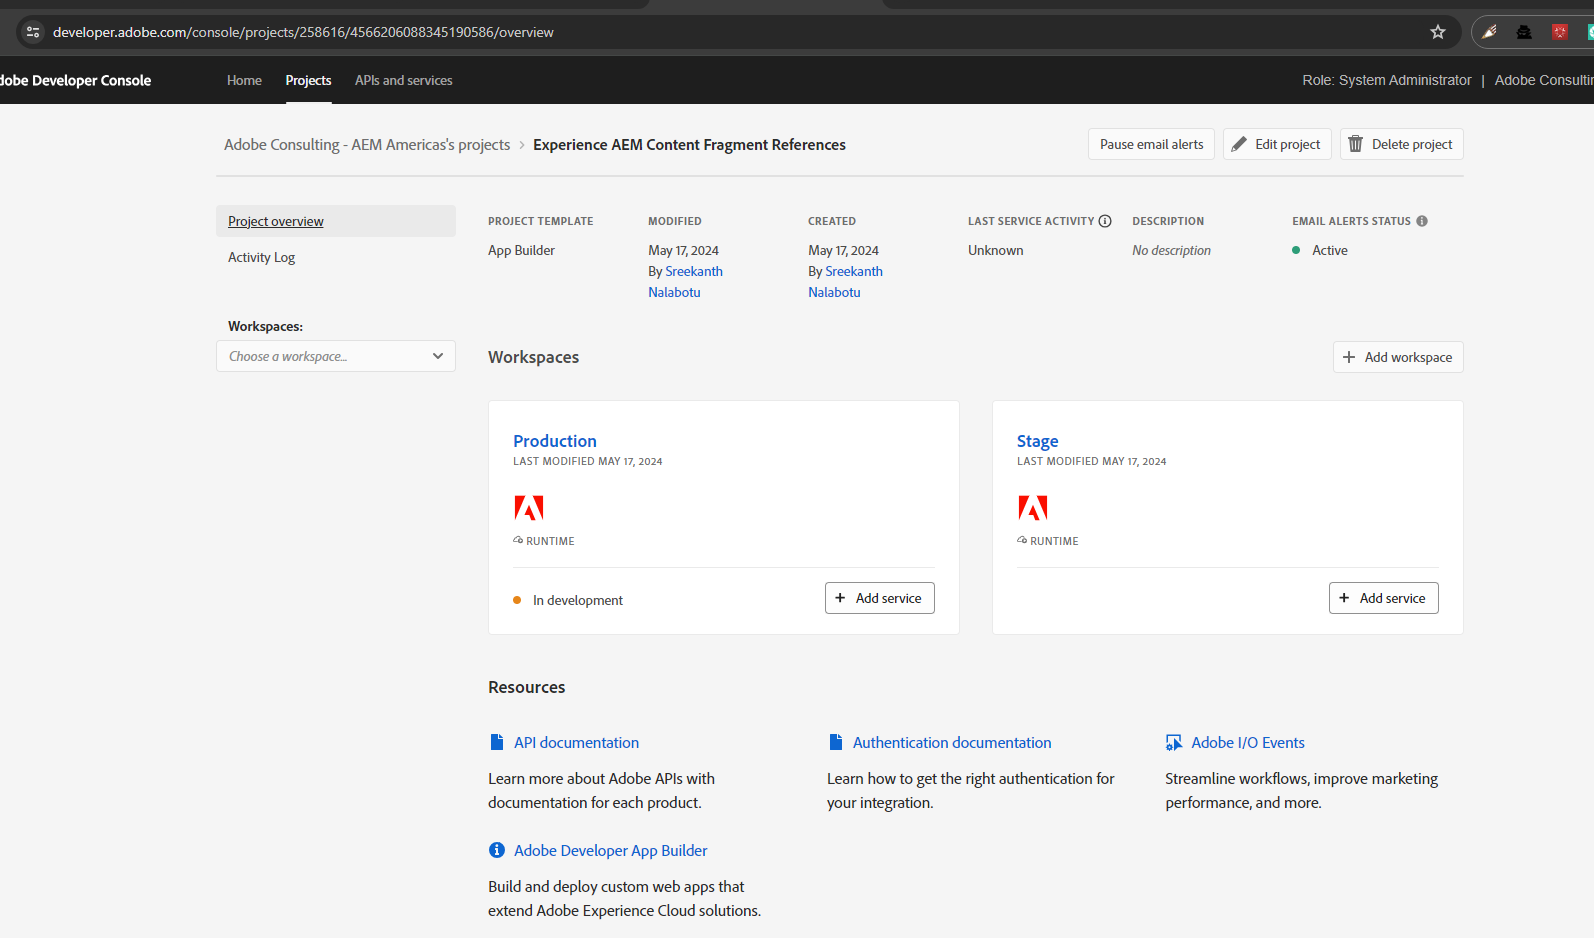 developer.adobe.com/console/projects/258616/4566206088345190586/overview
dobe Developer Console
Home
Projects
APIs and services
Role: System Administrator | Adobe Consultin
Adobe Consulting - AEM Americas's projects > Experience AEM Content Fragment References
Pause email alerts
Edit project
Delete project
Project overview
Activity Log
Workspaces:
Choose a workspace...
PROJECT TEMPLATE
App Builder
MODIFIED
May 17, 2024
By Sreekanth
Nalabotu
CREATED
May 17, 2024
By Sreekanth
Nalabotu
LAST SERVICE ACTIVITY
Unknown
DESCRIPTION
No description
EMAIL ALERTS STATUS
Active
Workspaces
+ Add workspace
Production
LAST MODIFIED MAY 17, 2024
RUNTIME
In development
+ Add service
Stage
LAST MODIFIED MAY 17, 2024
RUNTIME
+ Add service
Resources
API documentation
Learn more about Adobe APIs with
documentation for each product.
Authentication documentation
Learn how to get the right authentication for
your integration.
Adobe I/O Events
Streamline workflows, improve marketing
performance, and more.
Adobe Developer App Builder
Build and deploy custom web apps that
extend Adobe Experience Cloud solutions.